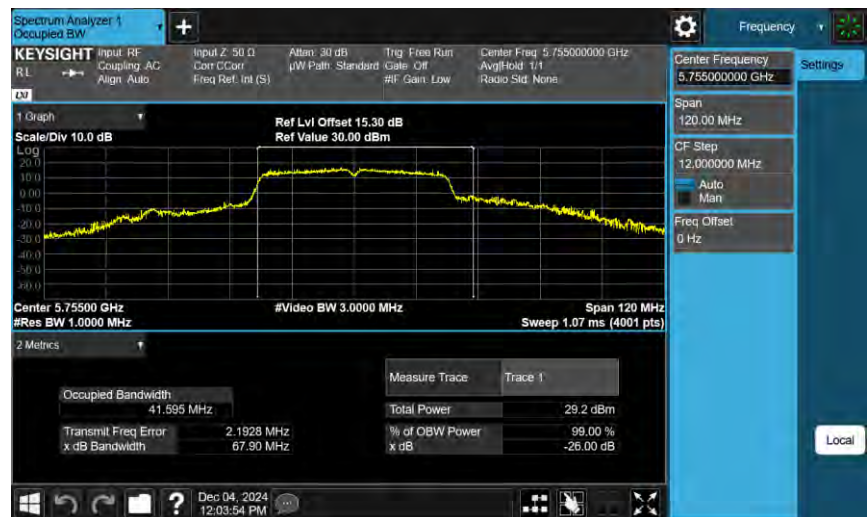 Spectrum Analyzer 1
Occupied BW
+
Frequency
KEYSIGHT
RL
LXI
Input: RF
Coupling: AC
Align: Auto
Input Z: 50 Ω
Corr CCorr
Freq Ref: Int (S)
Atten: 30 dB
µW Path: Standard
Trig: Free Run
Gate: Off
#IF Gain: Low
Center Freq: 5.755000000 GHz
Avg|Hold: 1/1
Radio Std: None
1 Graph
Scale/Div 10.0 dB
Ref Lvl Offset 15.30 dB
Ref Value 30.00 dBm
Log
20.0
10.0
0.00
-10.0
-20.0
-30.0
-40.0
-50.0
-60.0
Center 5.75500 GHz
#Video BW 3.0000 MHz
Span 120 MHz
#Res BW 1.0000 MHz
Sweep 1.07 ms (4001 pts)
2 Metrics
Measure Trace
Trace 1
Occupied Bandwidth
41.595 MHz
Total Power
29.2 dBm
Transmit Freq Error
2.1928 MHz
% of OBW Power
99.00 %
x dB Bandwidth
67.90 MHz
x dB
-26.00 dB
?
Dec 04, 2024
12:03:54 PM
Center Frequency
5.755000000 GHz
Settings
Span
120.00 MHz
CF Step
12.000000 MHz
Auto
Man
Freq Offset
0 Hz
Local